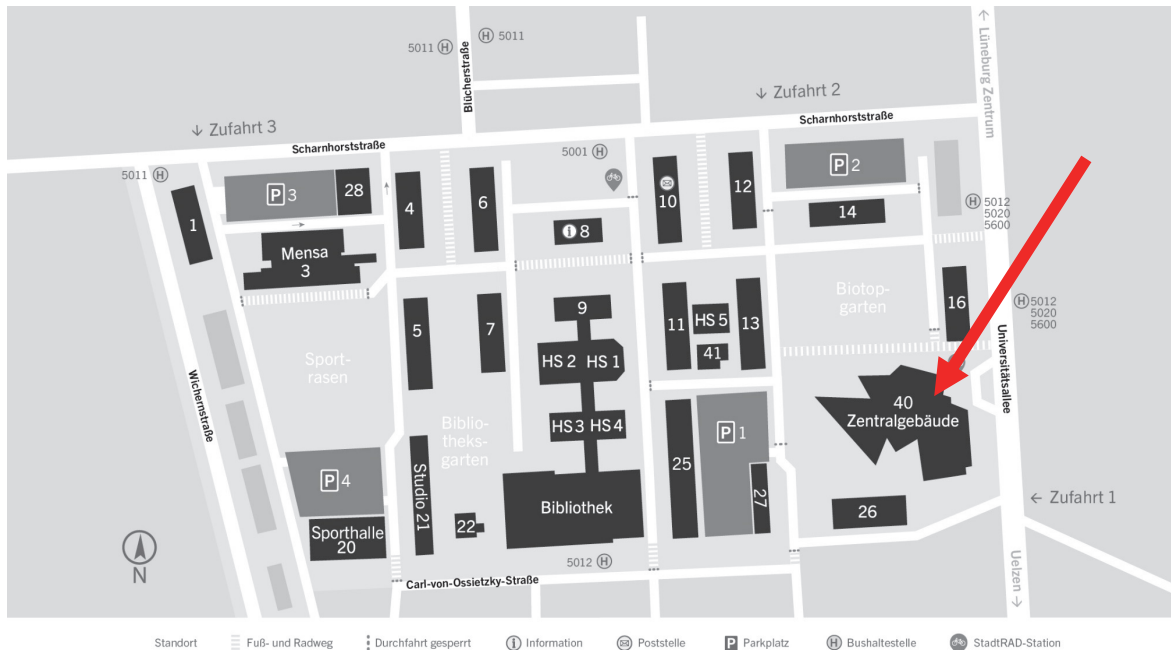 5011 H
H 5011
Blücherstraße
↑ Lüneburg Zentrum
↓ Zufahrt 3
↓ Zufahrt 2
Scharnhorststraße
Scharnhorststraße
5011 H
5001 H
1
P 3
28
4
6
10
12
P 2
i 8
14
H 5012
5020
5600
Mensa
3
Biotop-
garten
16
H 5012
5020
5600
5
7
9
11
HS 5
13
41
HS 2
HS 1
Sport-
rasen
Wichernstraße
Universitätsallee
40
Zentralgebäude
Biblio-
theks-
garten
HS 3
HS 4
P 1
25
27
P 4
Studio 21
22
Bibliothek
26
← Zufahrt 1
Sporthalle
20
N
5012 H
Carl-von-Ossietzky-Straße
Uelzen →
Standort
Fuß- und Radweg
Durchfahrt gesperrt
i Information
Poststelle
P Parkplatz
H Bushaltestelle
StadtRAD-Station